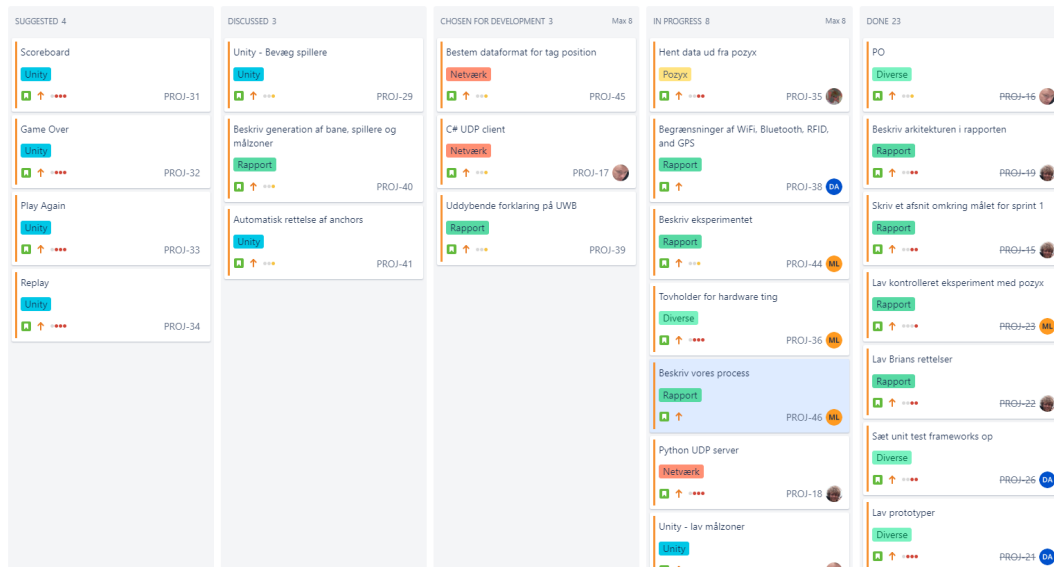 SUGGESTED 4
Scoreboard
Unity
PROJ-31
Game Over
Unity
PROJ-32
Play Again
Unity
PROJ-33
Replay
Unity
PROJ-34
DISCUSSED 3
Unity - Bevæg spillere
Unity
PROJ-29
Beskriv generation af bane, spillere og
målzoner
Rapport
PROJ-40
Automatisk rettelse af anchors
Unity
PROJ-41
CHOSEN FOR DEVELOPMENT 3 Max 8
Bestem dataformat for tag position
Netværk
PROJ-45
C# UDP client
Netværk
PROJ-17
Uddybende forklaring på UWB
Rapport
PROJ-39
IN PROGRESS 8 Max 8
Hent data ud fra pozyx
Pozyx
PROJ-35
Begrænsninger af WiFi, Bluetooth, RFID,
and GPS
Rapport
PROJ-38 DA
Beskriv eksperimentet
Rapport
PROJ-44 ML
Tovholder for hardware ting
Diverse
PROJ-36 ML
Beskriv vores process
Rapport
PROJ-46 ML
Python UDP server
Netværk
PROJ-18
Unity - lav målzoner
Unity
DONE 23
PO
Diverse
PROJ-16
Beskriv arkitekturen i rapporten
Rapport
PROJ-19
Skriv et afsnit omkring målet for sprint 1
Rapport
PROJ-15
Lav kontrolleret eksperiment med pozyx
Rapport
PROJ-23 ML
Lav Brians rettelser
Rapport
PROJ-22
Sæt unit test frameworks op
Diverse
PROJ-26 DA
Lav prototyper
Diverse
PROJ-21 DA